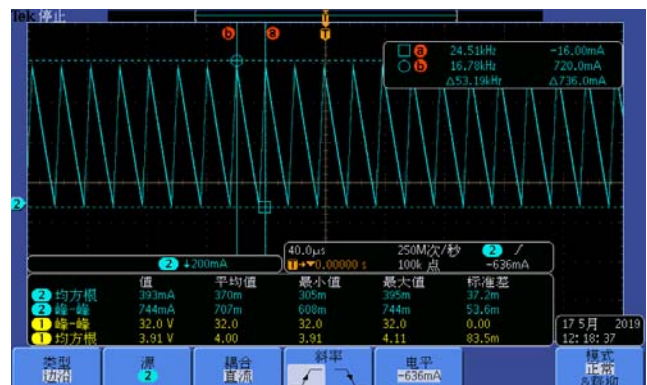 Tek 停止
b a
T
a 24.51kHz -16.00mA
b 16.78kHz 720.0mA
△53.19kHz △736.0mA
2
2 ↓200mA
40.0μs 250M次/秒 2 /
T→▼0.00000 s 100k 点 -636mA
值 平均值 最小值 最大值 标准差
2 均方根 393mA 370m 305m 395m 37.2m
2 峰-峰 744mA 707m 608m 744m 53.6m
1 峰-峰 32.0 V 32.0 32.0 32.0 0.00
1 均方根 3.91 V 4.00 3.91 4.11 83.5m
17 5月 2019
12:18:37
类型 边沿
源 2
耦合 直流
斜率
电平 -636mA
模式 正常 &释抑